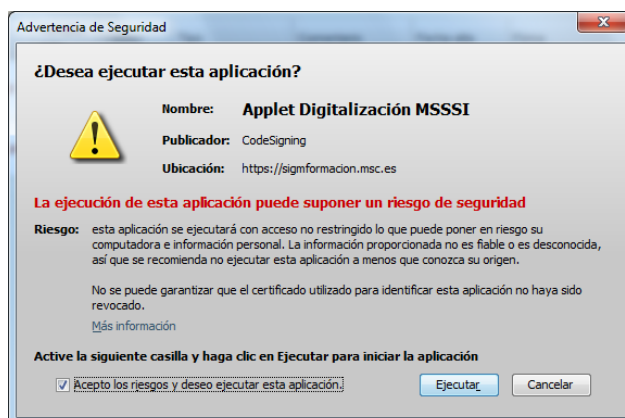 Advertencia de Seguridad
¿Desea ejecutar esta aplicación?
Nombre: Applet Digitalización MSSSI
Publicador: CodeSigning
Ubicación: https://sigmformacion.msc.es
La ejecución de esta aplicación puede suponer un riesgo de seguridad
Riesgo: esta aplicación se ejecutará con acceso no restringido lo que puede poner en riesgo su
computadora e información personal. La información proporcionada no es fiable o es desconocida,
así que se recomienda no ejecutar esta aplicación a menos que conozca su origen.
No se puede garantizar que el certificado utilizado para identificar esta aplicación no haya sido
revocado.
Más información
Active la siguiente casilla y haga clic en Ejecutar para iniciar la aplicación
Acepto los riesgos y deseo ejecutar esta aplicación.
Ejecutar Cancelar